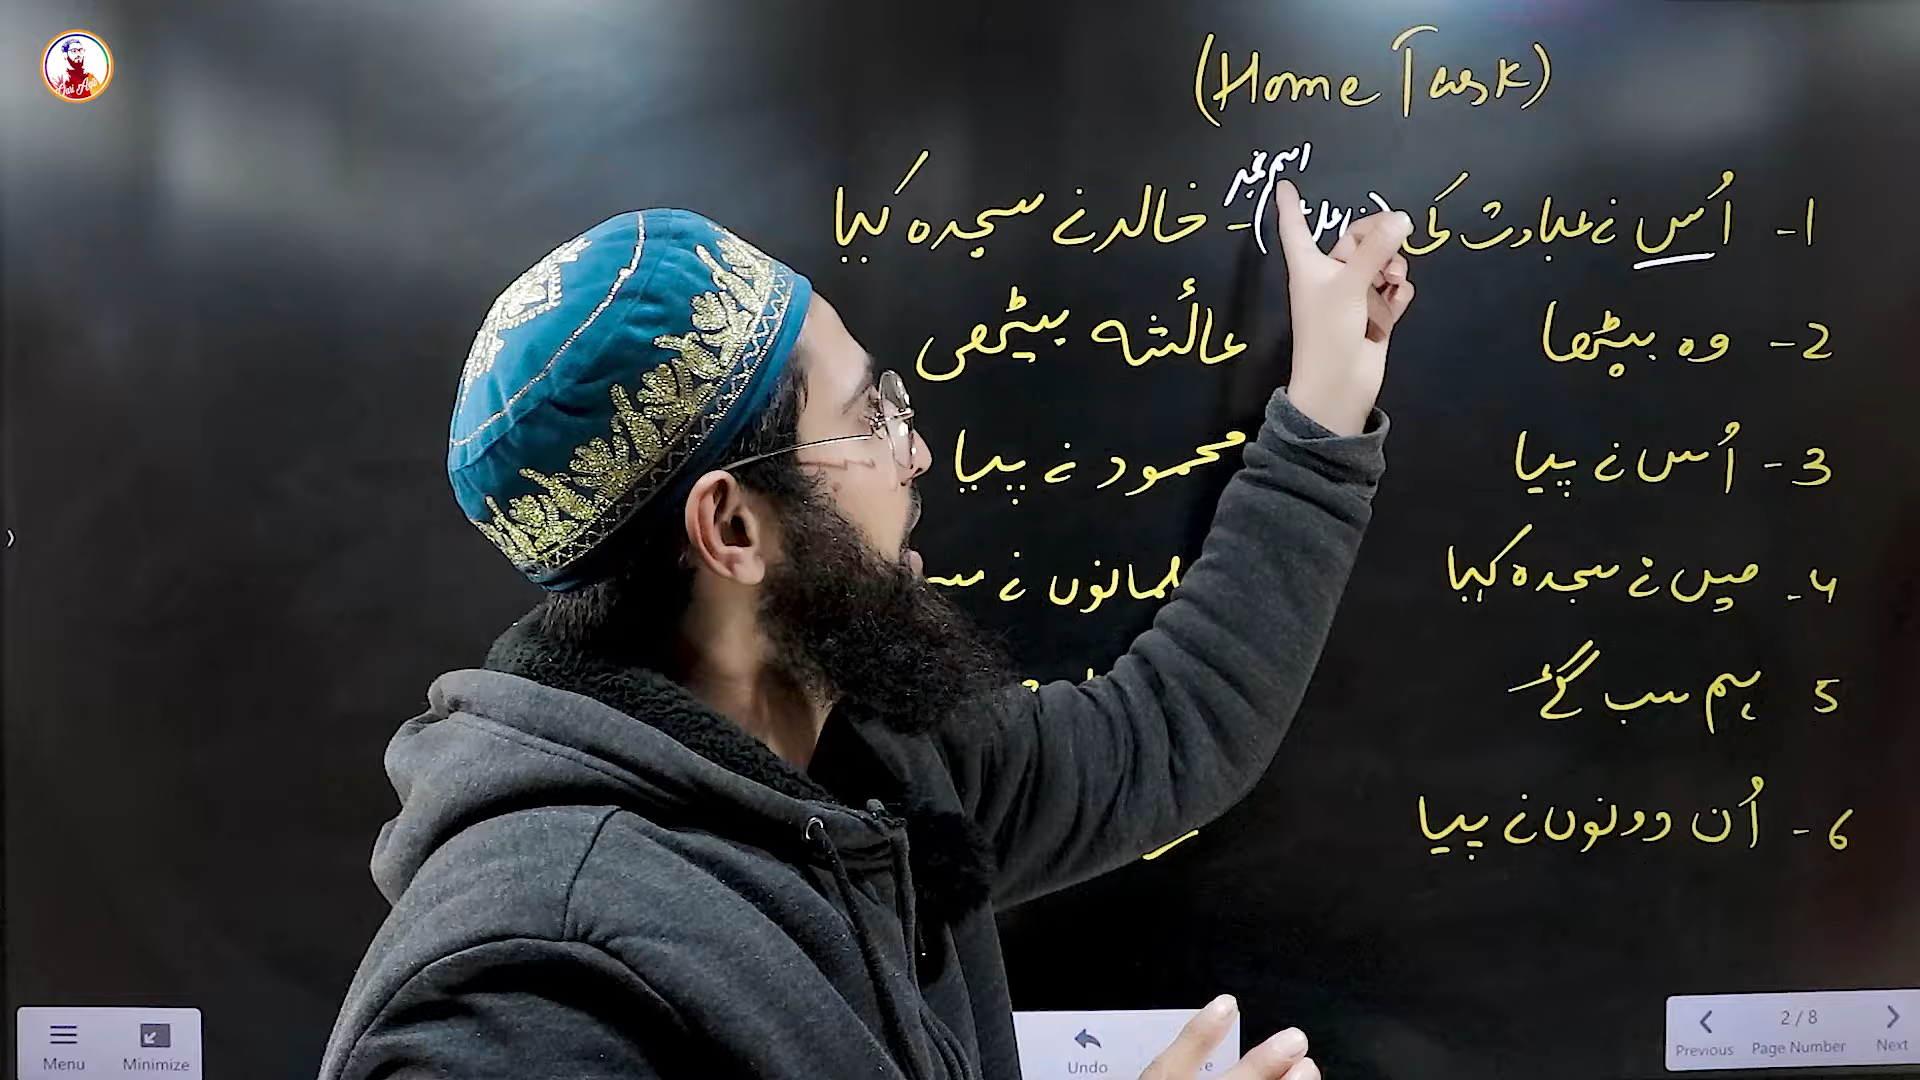 (Home Task)
1- اُس نے عبادت کی ( ) - خالد نے سجدہ کیا
2- وہ بیٹھا
عائشہ بیٹھی
3- اُس نے پیا
محمود نے پیا
4- میں نے سجدہ کیا
نے
5 ہم سب گئے
6- اُن دونوں نے پیا
Menu
Minimize
Undo
2 / 8
Previous
Page Number
Next